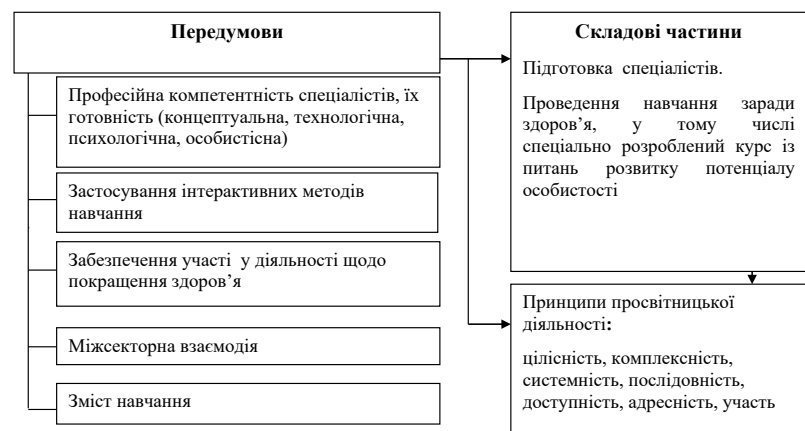 Передумови
Професійна компетентність спеціалістів, їх
готовність (концептуальна, технологічна,
психологічна, особистісна)
Застосування інтерактивних методів
навчання
Забезпечення участі у діяльності щодо
покращення здоров’я
Міжсекторна взаємодія
Зміст навчання
Складові частини
Підготовка спеціалістів.
Проведення навчання заради
здоров’я, у тому числі
спеціально розроблений курс із
питань розвитку потенціалу
особистості
Принципи просвітницької
діяльності:
цілісність, комплексність,
системність, послідовність,
доступність, адресність, участь